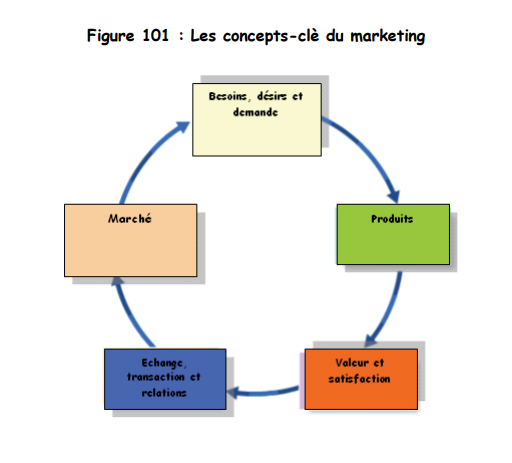 Figure 101 : Les concepts-clè du marketing
Besoins, désirs et
demande
Produits
Valeur et
satisfaction
Echange,
transaction et
relations
Marché